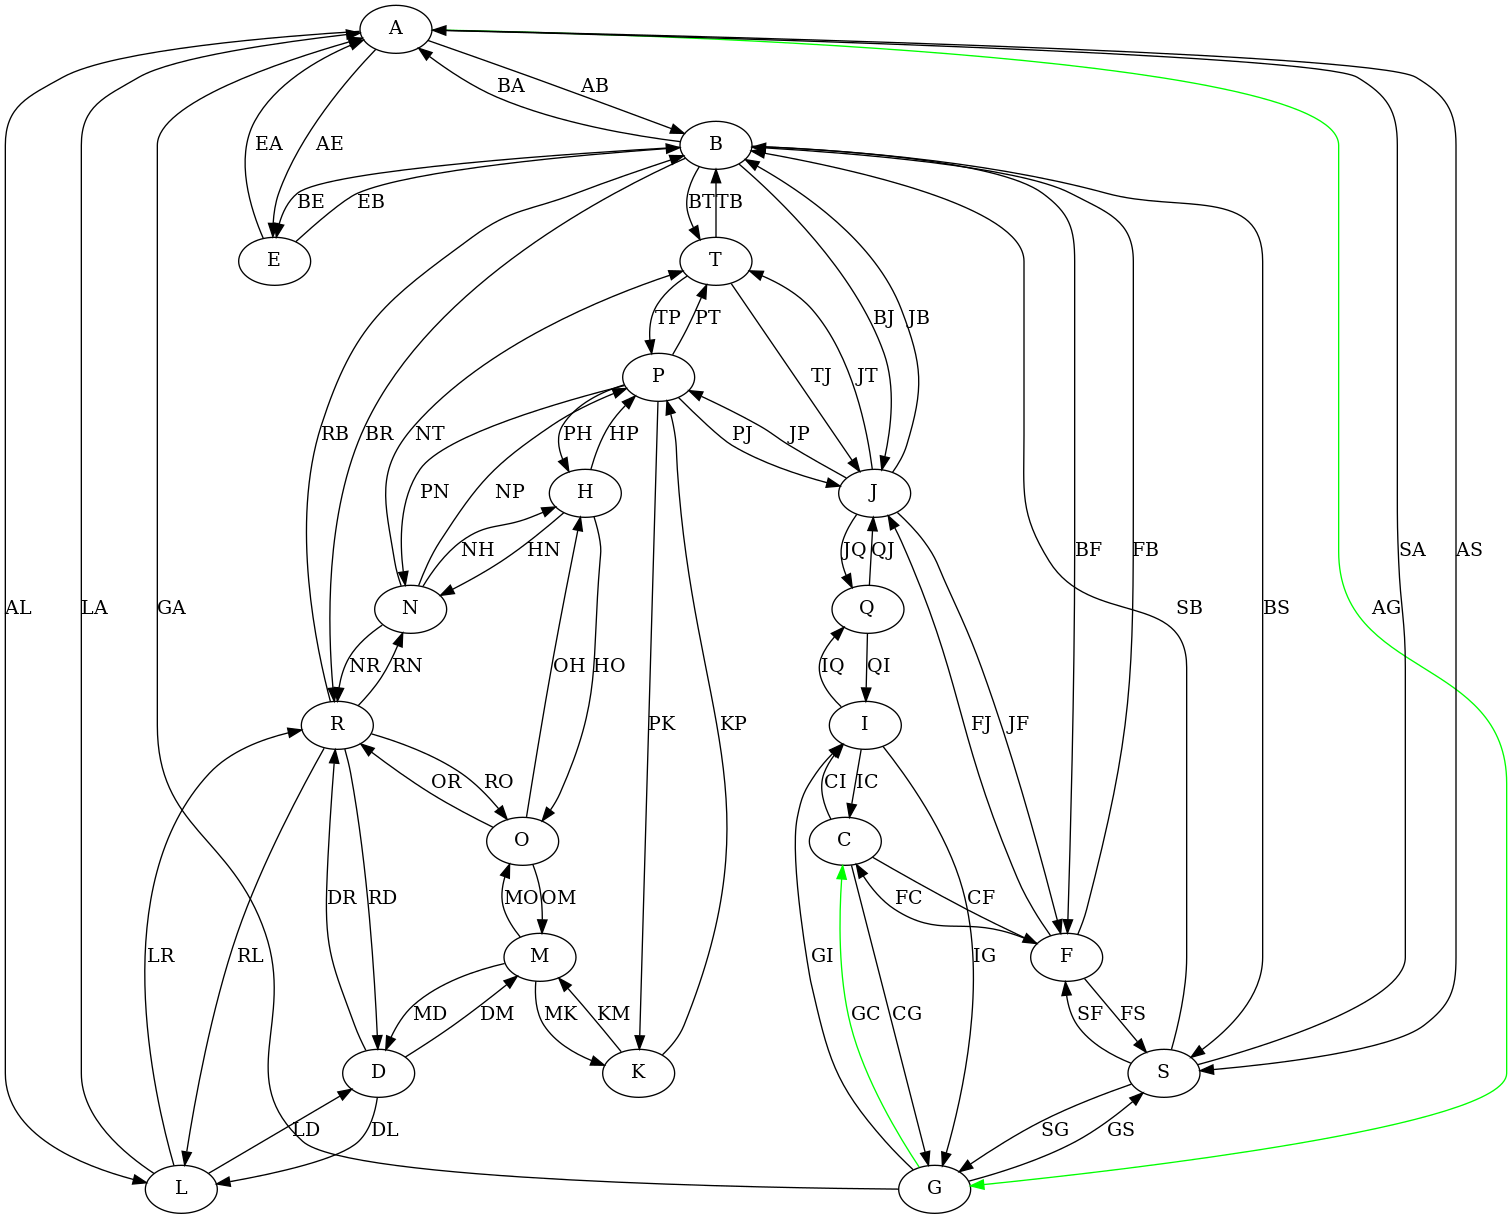 A
BA AB
B
EA AE
BE EB BT TB
T
E
TP PT BJ JB
TJ JT
P
RB BR NT PH HP PJ JP
PN NP H J
NH HN JQ QJ BF FB
N Q
AL LA GA SB BS SA AS AG
NR RN OH HO IQ QI
R PK KP I FJ JF
OR RO CI IC
O C
DR RD MO OM FC CF
LR RL M GI IG F
MD DM MK KM GC CG SF FS
D K S
LD DL SG GS
L G